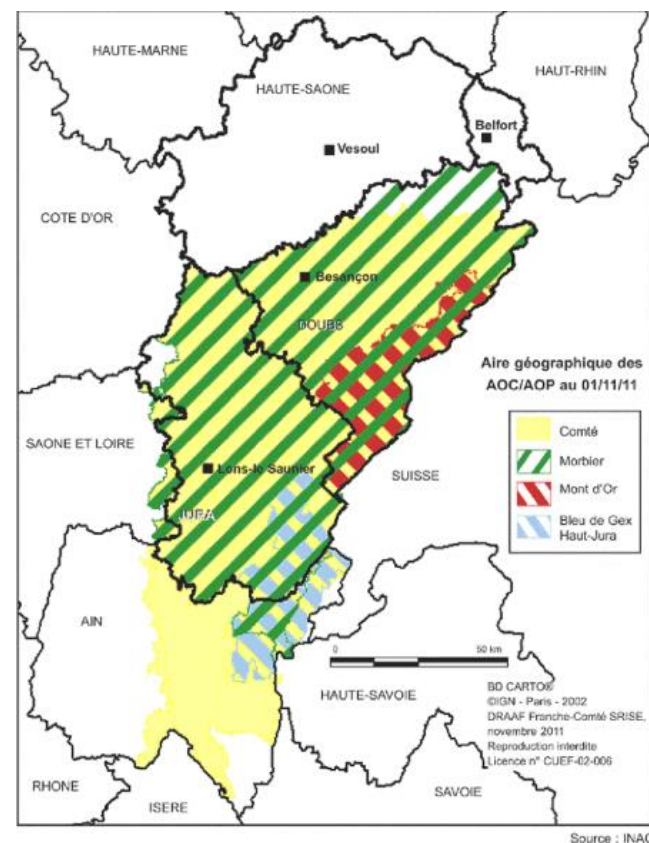 HAUTE-MARNE
HAUTE-SAONE
HAUT-RHIN
Belfort
Vesoul
COTE D'OR
Besançon
DOUBS
Aire géographique des
AOC/AOP au 01/11/11
Comté
Morbier
Mont d'Or
Bleu de Gex
Haut-Jura
SAONE ET LOIRE
Lons-le Saunier
SUISSE
JURA
AIN
0
50 km
HAUTE-SAVOIE
BD CARTO®
©IGN - Paris - 2002
DRAAF Franche-Comté SRISE,
novembre 2011
Reproduction interdite
Licence n° CUEF-02-006
RHONE
ISERE
SAVOIE
Source : INAO